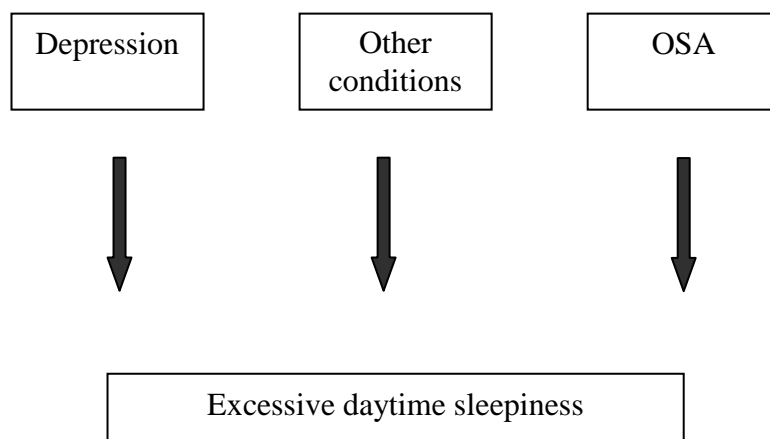 Depression
Other
conditions
OSA
Excessive daytime sleepiness